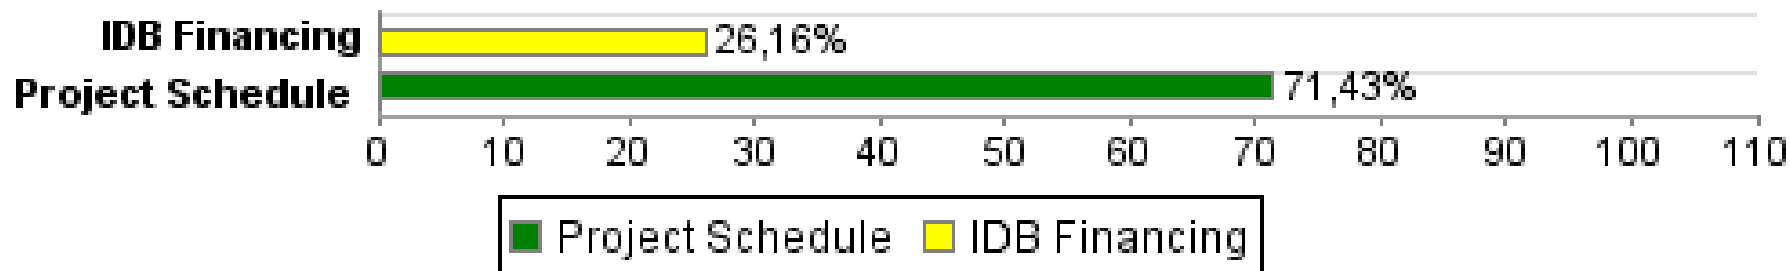 IDB Financing 26,16%
Project Schedule 71,43%
0 10 20 30 40 50 60 70 80 90 100 110
Project Schedule IDB Financing